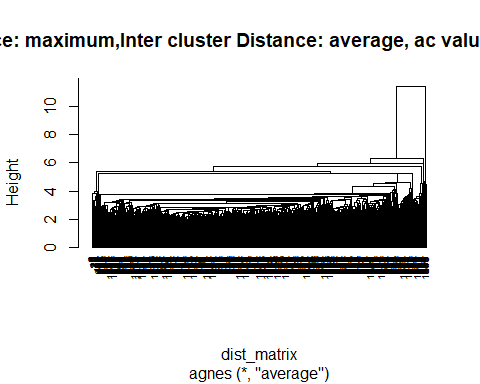 ce: maximum,Inter cluster Distance: average, ac valu
Height
10
8
6
4
2
0
dist_matrix
agnes (*, "average")